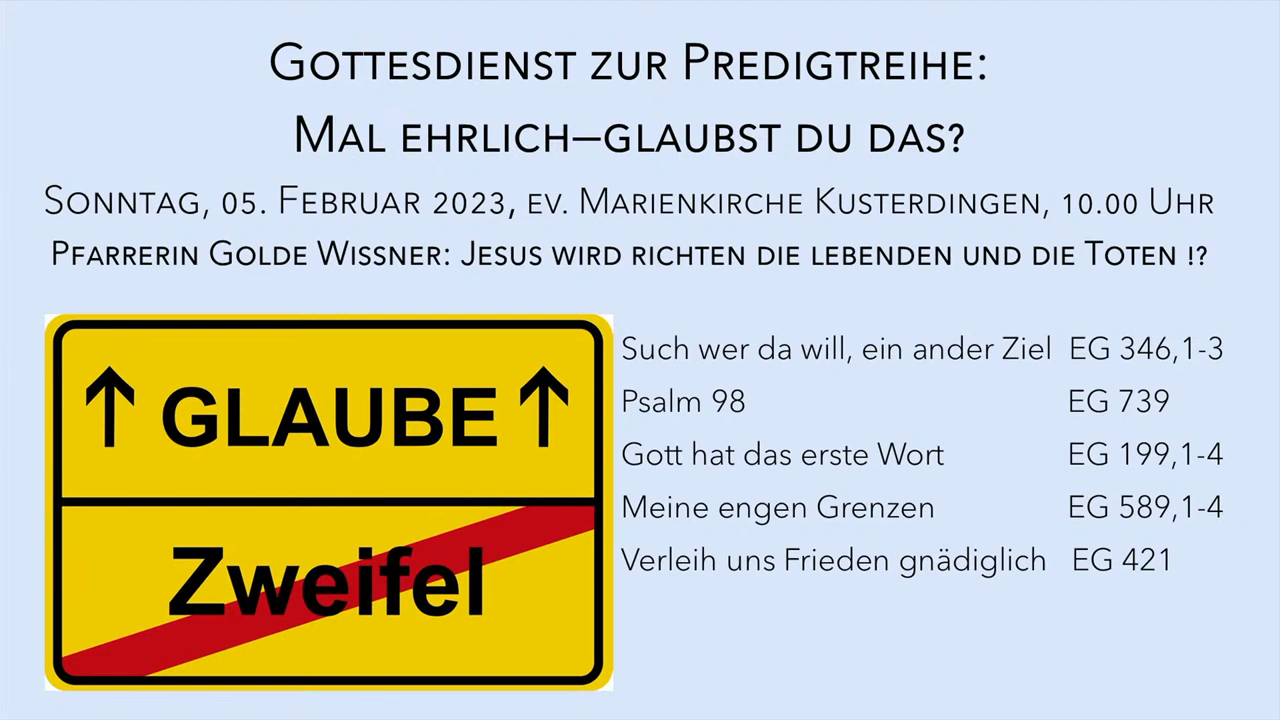 Gottesdienst zur Predigtreihe:
Mal ehrlich–glaubst du das?
Sonntag, 05. Februar 2023, ev. Marienkirche Kusterdingen, 10.00 Uhr
Pfarrerin Golde Wissner: Jesus wird richten die lebenden und die Toten !?
↑ GLAUBE ↑
Zweifel
Such wer da will, ein ander Ziel EG 346,1-3
Psalm 98 EG 739
Gott hat das erste Wort EG 199,1-4
Meine engen Grenzen EG 589,1-4
Verleih uns Frieden gnädiglich EG 421